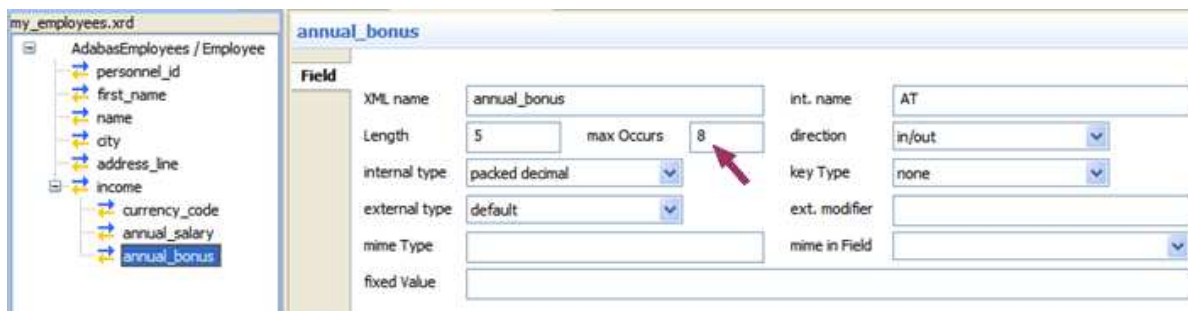 my_employees.xrd
AdabasEmployees / Employee
personnel_id
first_name
name
city
address_line
income
currency_code
annual_salary
annual_bonus
annual_bonus
Field
XML name annual_bonus int. name AT
Length 5 max Occurs 8 direction in/out
internal type packed decimal key Type none
external type default ext. modifier
mime Type mime in Field
fixed Value